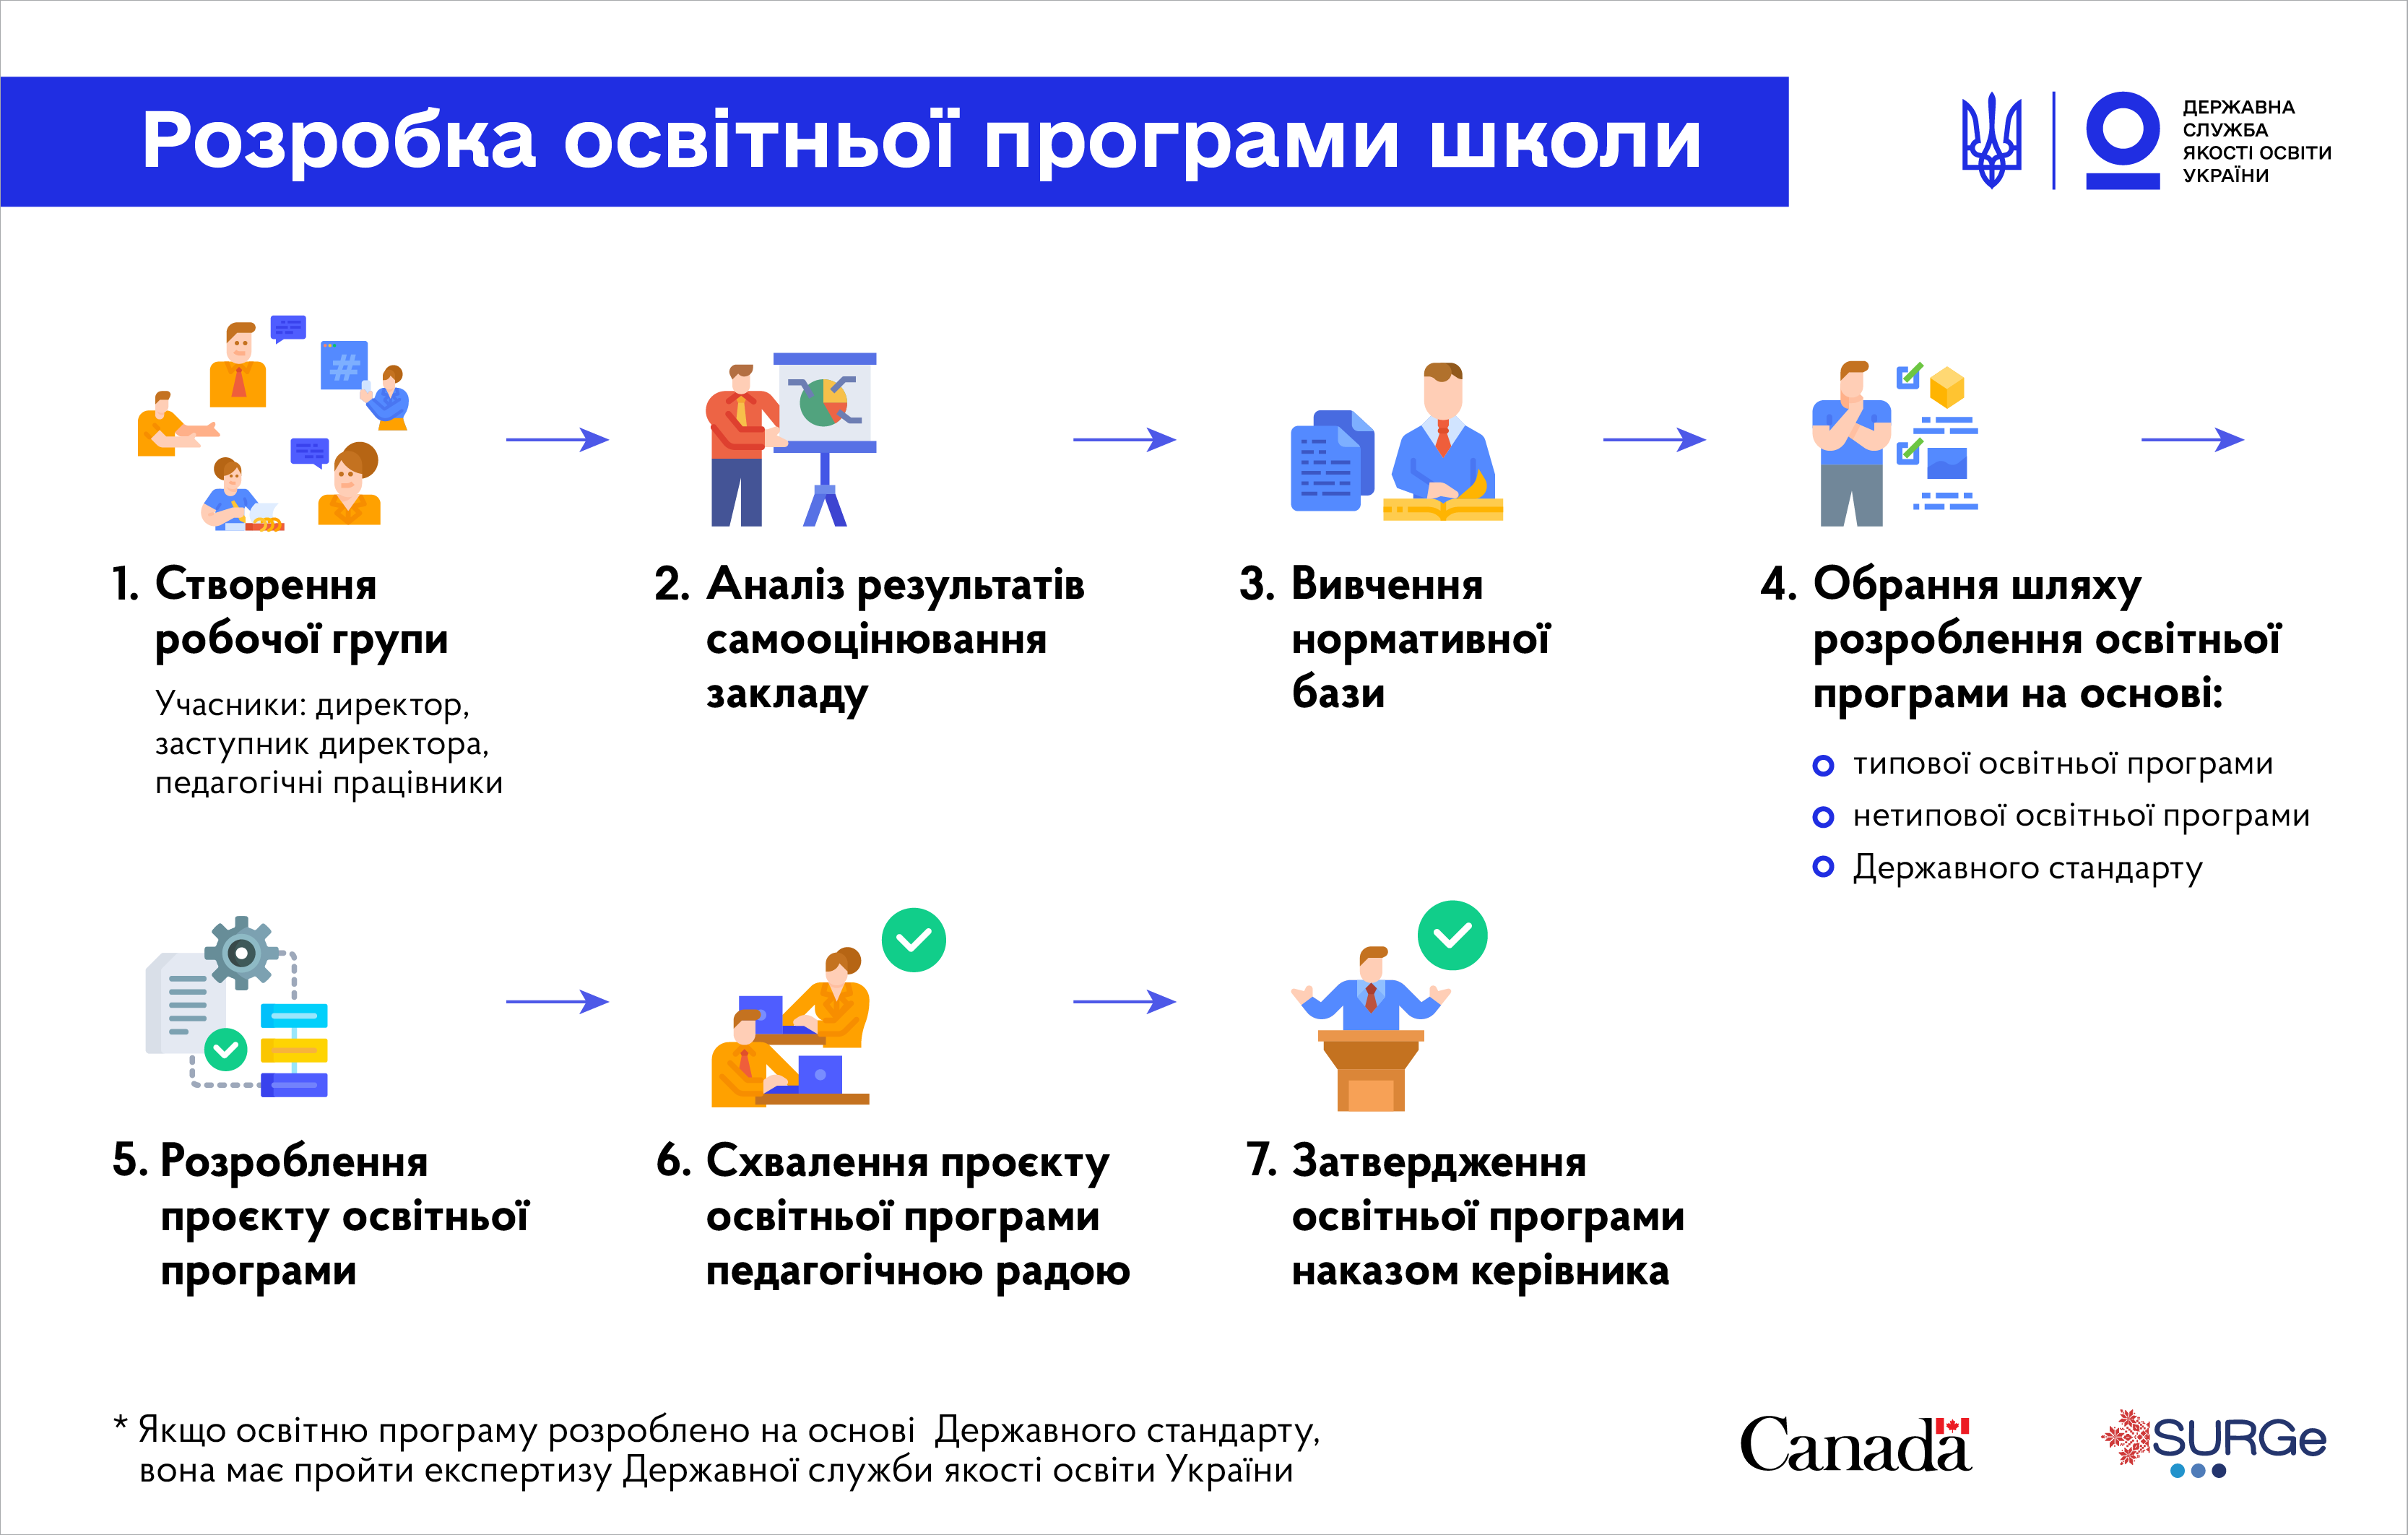 Розробка освітньої програми школи
ДЕРЖАВНА
СЛУЖБА
ЯКОСТІ ОСВІТИ
УКРАЇНИ
#
1. Створення
робочої групи
Учасники: директор,
заступник директора,
педагогічні працівники
2. Аналіз результатів
самооцінювання
закладу
3. Вивчення
нормативної
бази
4. Обрання шляху
розроблення освітньої
програми на основі:
типової освітньої програми
нетипової освітньої програми
Державного стандарту
5. Розроблення
проєкту освітньої
програми
6. Схвалення проєкту
освітньої програми
педагогічною радою
7. Затвердження
освітньої програми
наказом керівника
* Якщо освітню програму розроблено на основі Державного стандарту,
вона має пройти експертизу Державної служби якості освіти України
Canada
SURGe